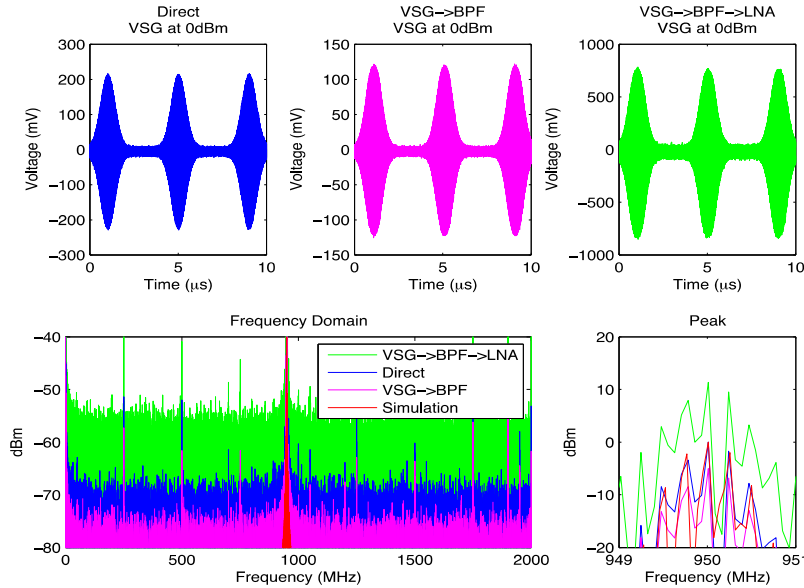 Direct
VSG at 0dBm
300
200
100
0
−100
−200
−300
Voltage (mV)
0
5
10
Time (μs)
VSG−>BPF
VSG at 0dBm
150
100
50
0
−50
−100
−150
Voltage (mV)
0
5
10
Time (μs)
VSG−>BPF−>LNA
VSG at 0dBm
1000
500
0
−500
−1000
Voltage (mV)
0
5
10
Time (μs)
Frequency Domain
−40
−50
−60
−70
−80
dBm
0
500
1000
1500
2000
Frequency (MHz)
VSG−>BPF−>LNA
Direct
VSG−>BPF
Simulation
Peak
20
10
0
−10
−20
dBm
949
950
951
Frequency (MHz)